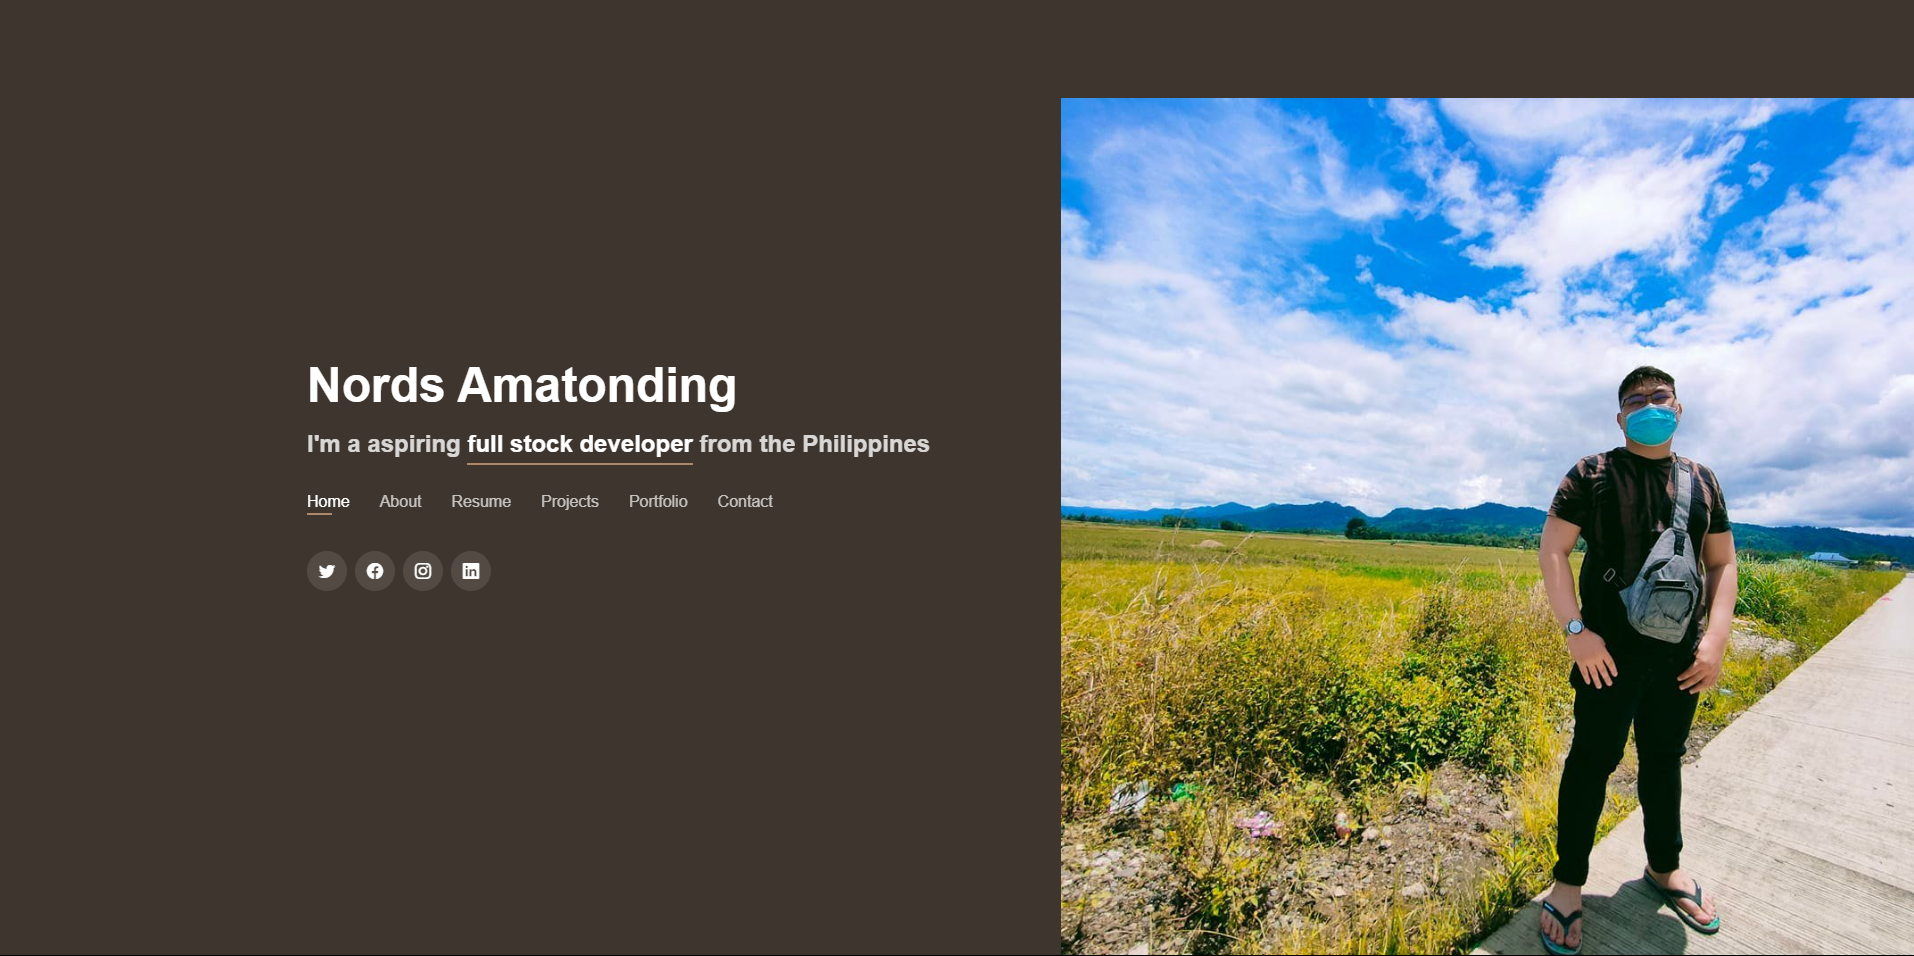 Nords Amatonding
I'm a aspiring full stock developer from the Philippines
Home About Resume Projects Portfolio Contact